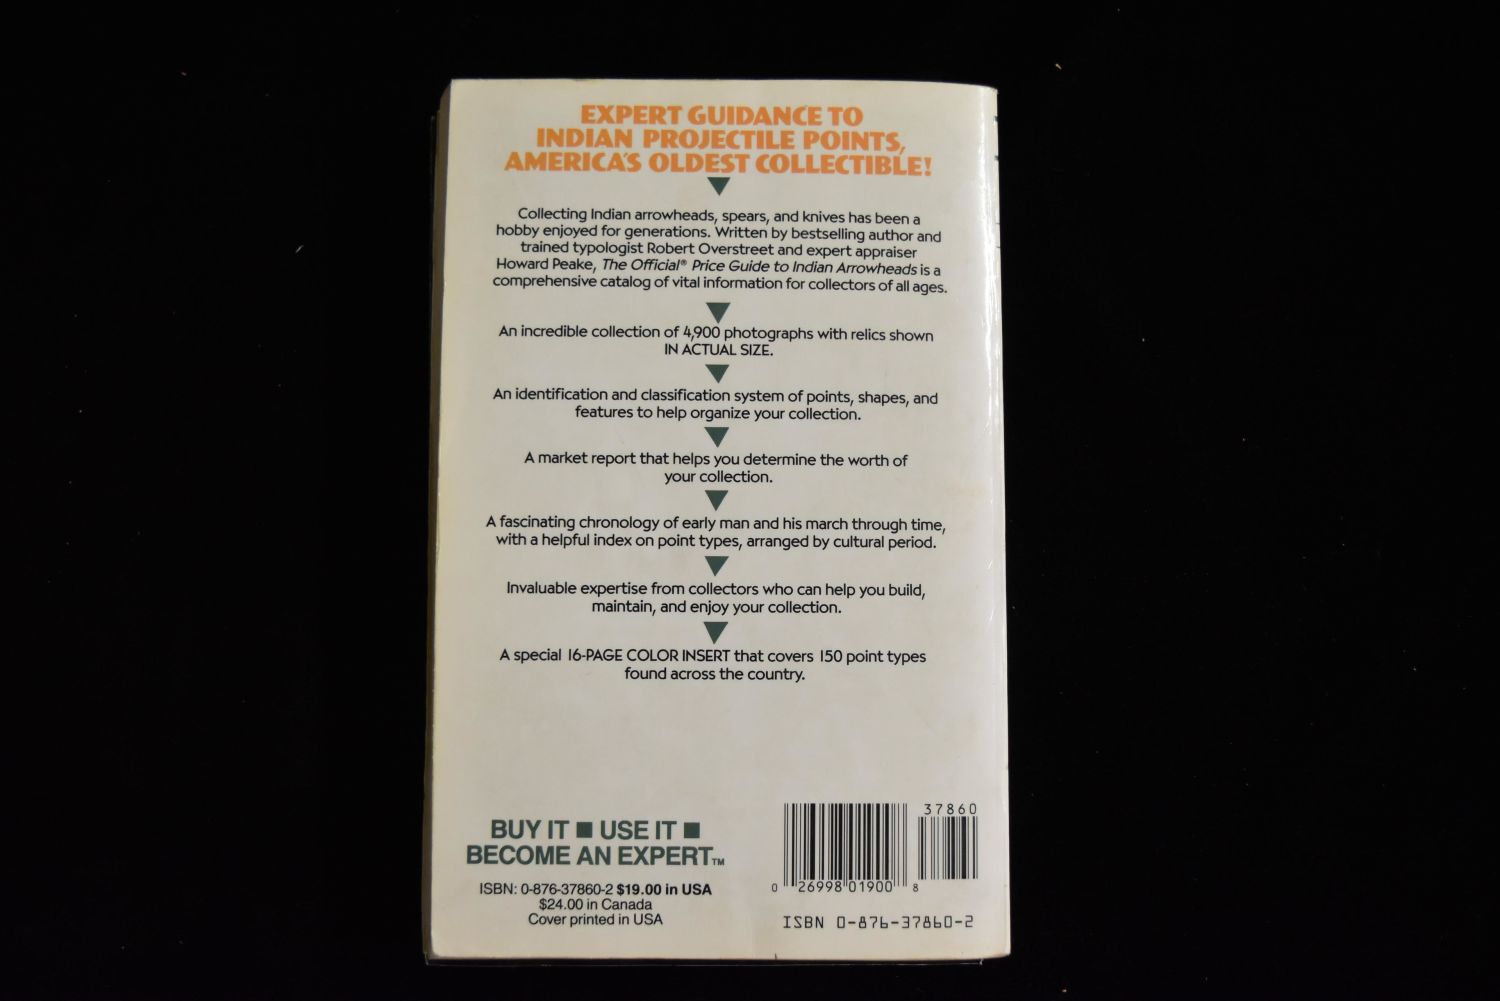 EXPERT GUIDANCE TO
INDIAN PROJECTILE POINTS,
AMERICA'S OLDEST COLLECTIBLE!
Collecting Indian arrowheads, spears, and knives has been a
hobby enjoyed for generations. Written by bestselling author and
trained typologist Robert Overstreet and expert appraiser
Howard Peake, The Official® Price Guide to Indian Arrowheads is a
comprehensive catalog of vital information for collectors of all ages.
An incredible collection of 4,900 photographs with relics shown
IN ACTUAL SIZE.
An identification and classification system of points, shapes, and
features to help organize your collection.
A market report that helps you determine the worth of
your collection.
A fascinating chronology of early man and his march through time,
with a helpful index on point types, arranged by cultural period.
Invaluable expertise from collectors who can help you build,
maintain, and enjoy your collection.
A special 16-PAGE COLOR INSERT that covers 150 point types
found across the country.
BUY IT ■ USE IT ■
BECOME AN EXPERT™
ISBN: 0-876-37860-2 $19.00 in USA
$24.00 in Canada
Cover printed in USA
37860
0 26998 01900 8
ISBN 0-876-37860-2